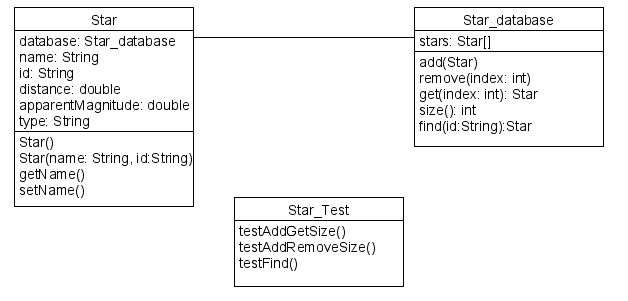 Star
database: Star_database
name: String
id: String
distance: double
apparentMagnitude: double
type: String
Star()
Star(name: String, id:String)
getName()
setName()
Star_database
stars: Star[]
add(Star)
remove(index: int)
get(index: int): Star
size(): int
find(id:String):Star
Star_Test
testAddGetSize()
testAddRemoveSize()
testFind()